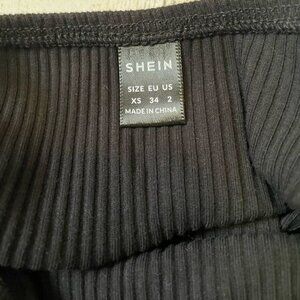 SHEIN
SIZE EU US
XS 34 2
MADE IN CHINA